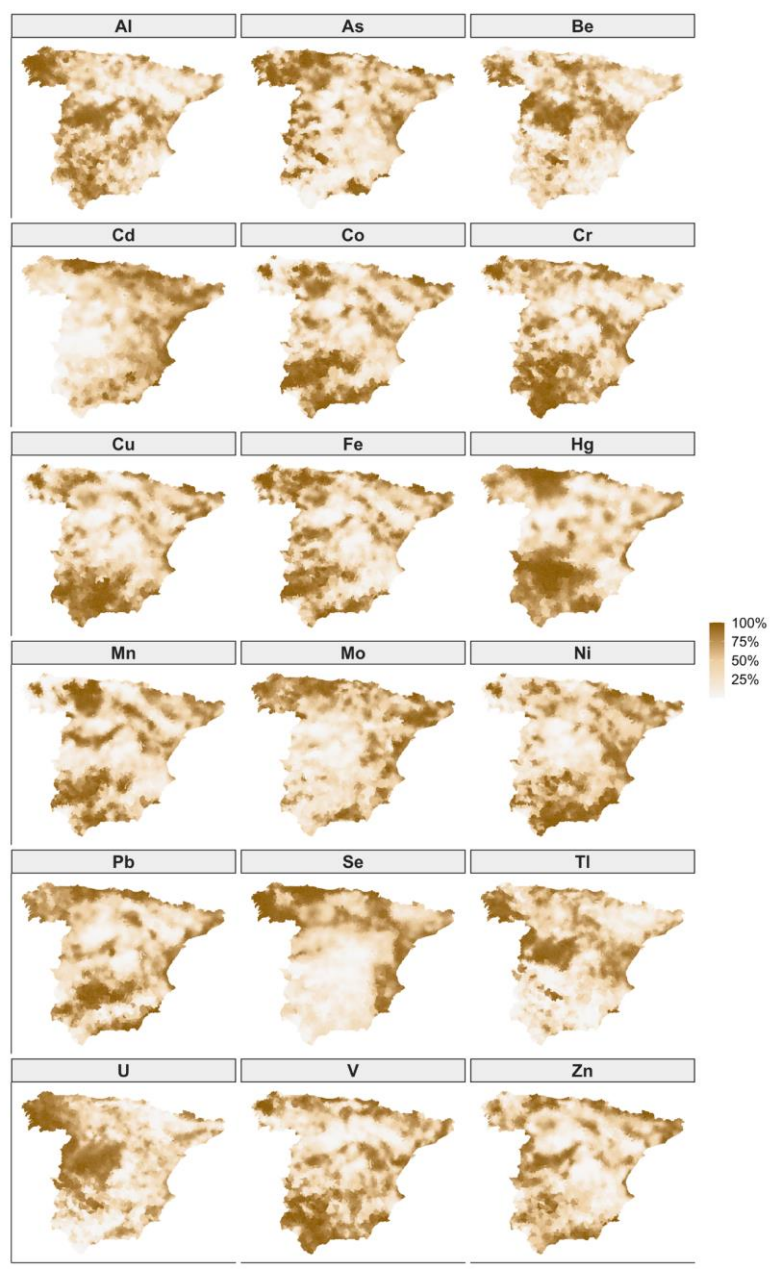 Al As Be
Cd Co Cr
Cu Fe Hg
100%
75%
50%
25%
Mn Mo Ni
Pb Se Tl
U V Zn